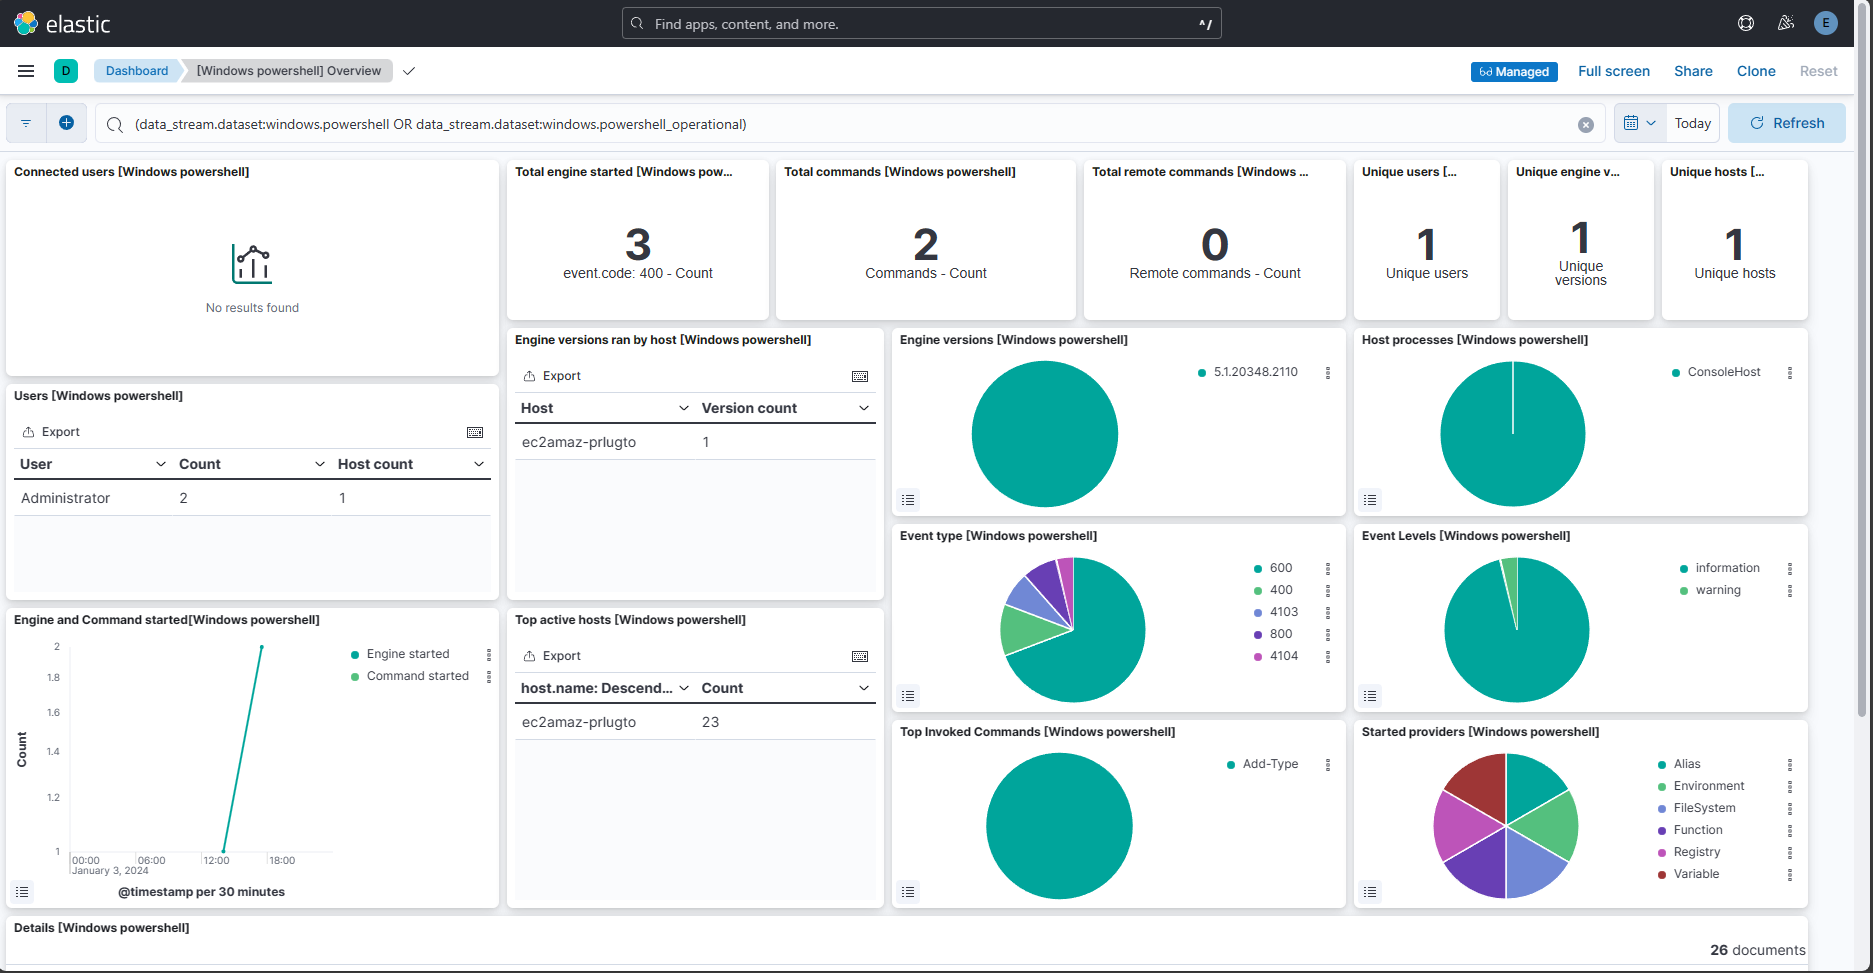 elastic
Find apps, content, and more.
^/
E
D
Dashboard
[Windows powershell] Overview
Managed
Full screen
Share
Clone
Reset
(data_stream.dataset:windows.powershell OR data_stream.dataset:windows.powershell_operational)
Today
Refresh
Connected users [Windows powershell]
No results found
Total engine started [Windows pow...
3
event.code: 400 - Count
Total commands [Windows powershell]
2
Commands - Count
Total remote commands [Windows ...
0
Remote commands - Count
Unique users [...
1
Unique users
Unique engine v...
1
Unique
versions
Unique hosts [...
1
Unique hosts
Users [Windows powershell]
Export
User Count Host count
Administrator 2 1
Engine versions ran by host [Windows powershell]
Export
Host Version count
ec2amaz-prlugto 1
Engine versions [Windows powershell]
5.1.20348.2110
Host processes [Windows powershell]
ConsoleHost
Event type [Windows powershell]
600
400
4103
800
4104
Event Levels [Windows powershell]
information
warning
Engine and Command started[Windows powershell]
2
1.8
1.6
1.4
1.2
1
Count
00:00 06:00 12:00 18:00
January 3, 2024
@timestamp per 30 minutes
Engine started
Command started
Top active hosts [Windows powershell]
Export
host.name: Descend... Count
ec2amaz-prlugto 23
Top Invoked Commands [Windows powershell]
Add-Type
Started providers [Windows powershell]
Alias
Environment
FileSystem
Function
Registry
Variable
Details [Windows powershell]
26 documents